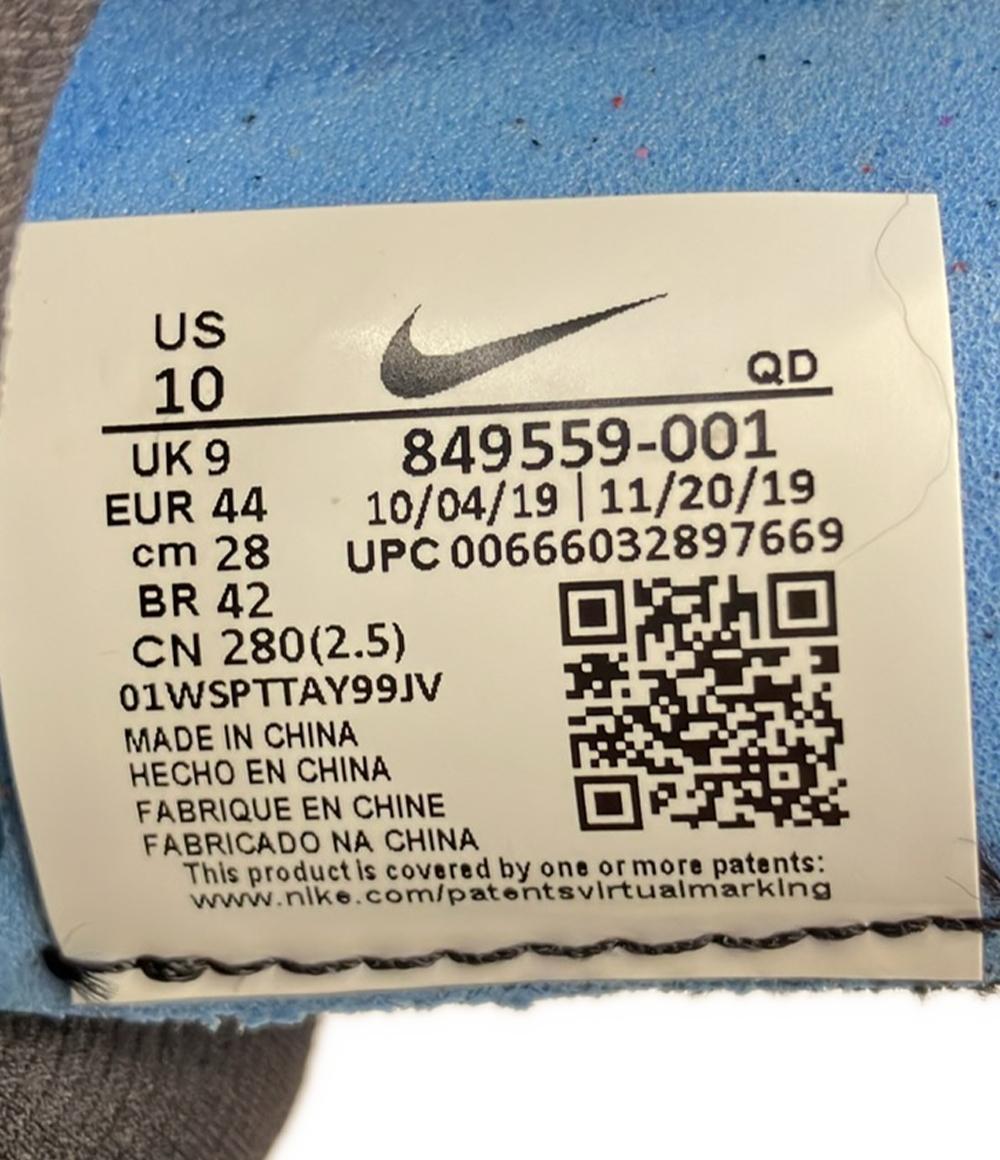 US
10
QD
UK 9
849559-001
EUR 44
10/04/19 | 11/20/19
cm 28
UPC 00666032897669
BR 42
CN 280(2.5)
01WSPTTAY99JV
MADE IN CHINA
HECHO EN CHINA
FABRIQUE EN CHINE
FABRICADO NA CHINA
This product is covered by one or more patents:
www.nike.com/patentsvirtualmarking